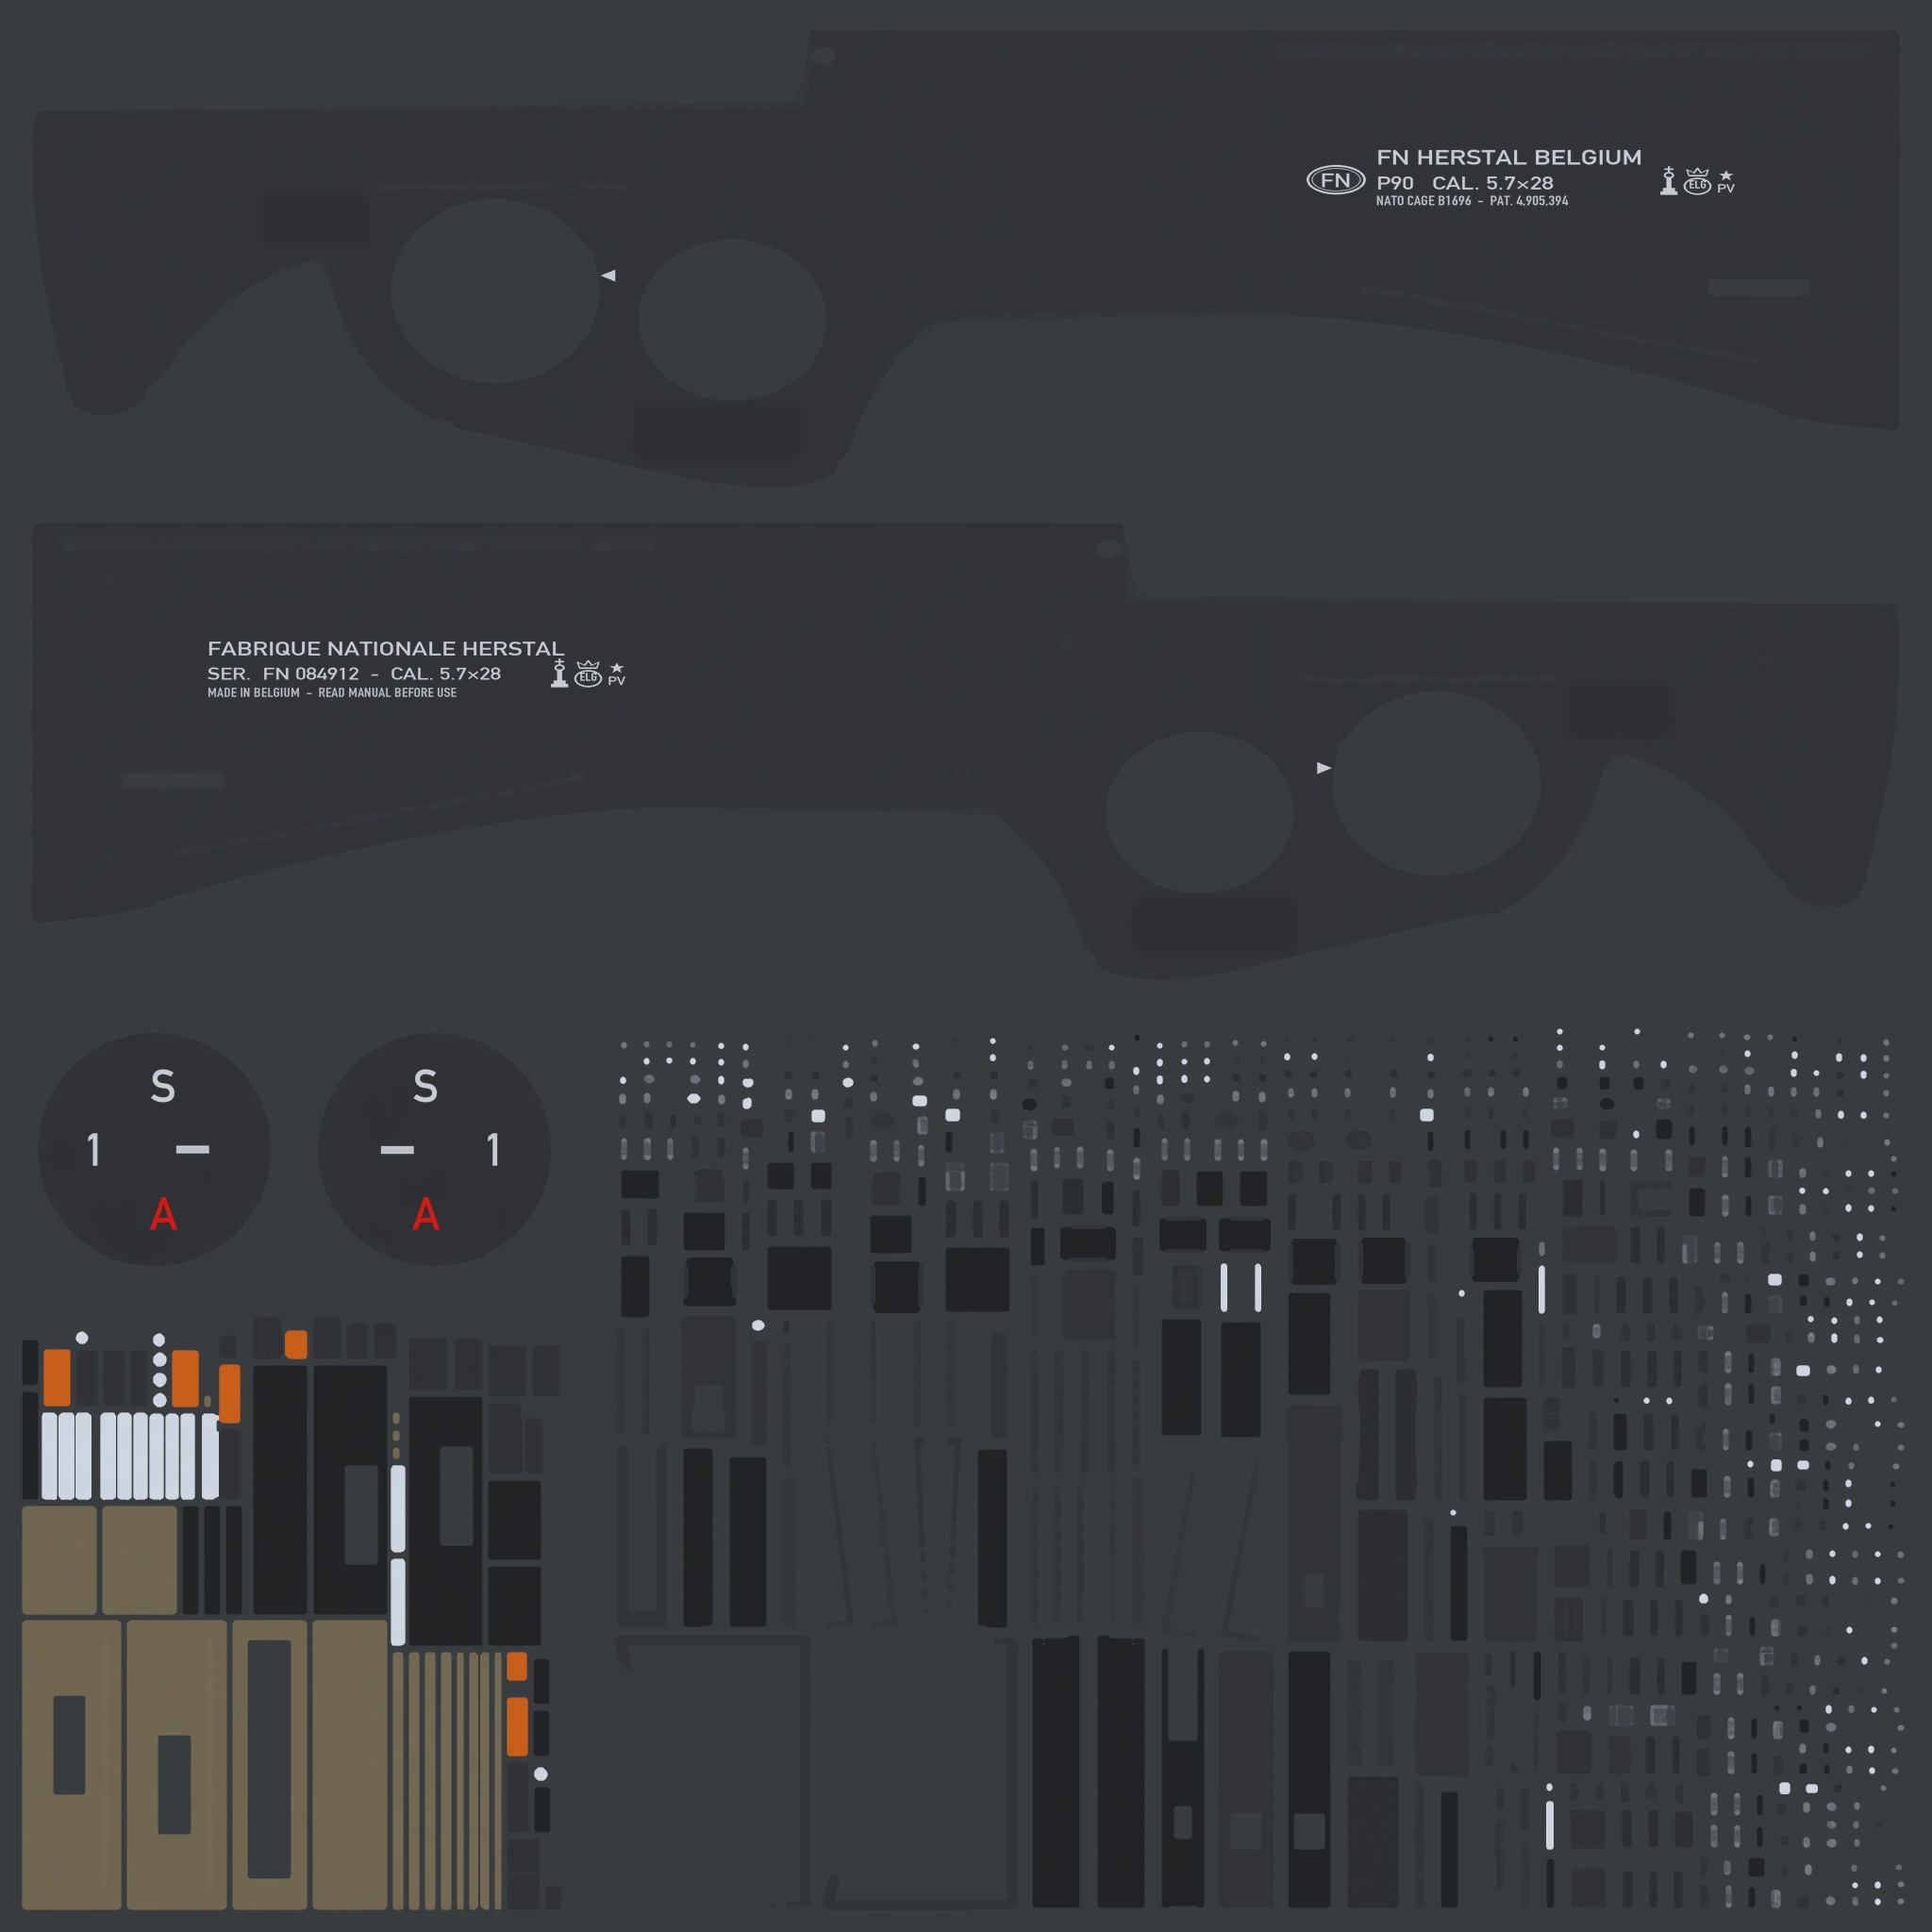 FN HERSTAL BELGIUM
FN P90 CAL. 5.7×28 ELG PV
NATO CAGE B1696 - PAT. 4.905.394
FABRIQUE NATIONALE HERSTAL
SER. FN 084912 - CAL. 5.7×28 ELG PV
MADE IN BELGIUM - READ MANUAL BEFORE USE
S S
1 - - 1
A A